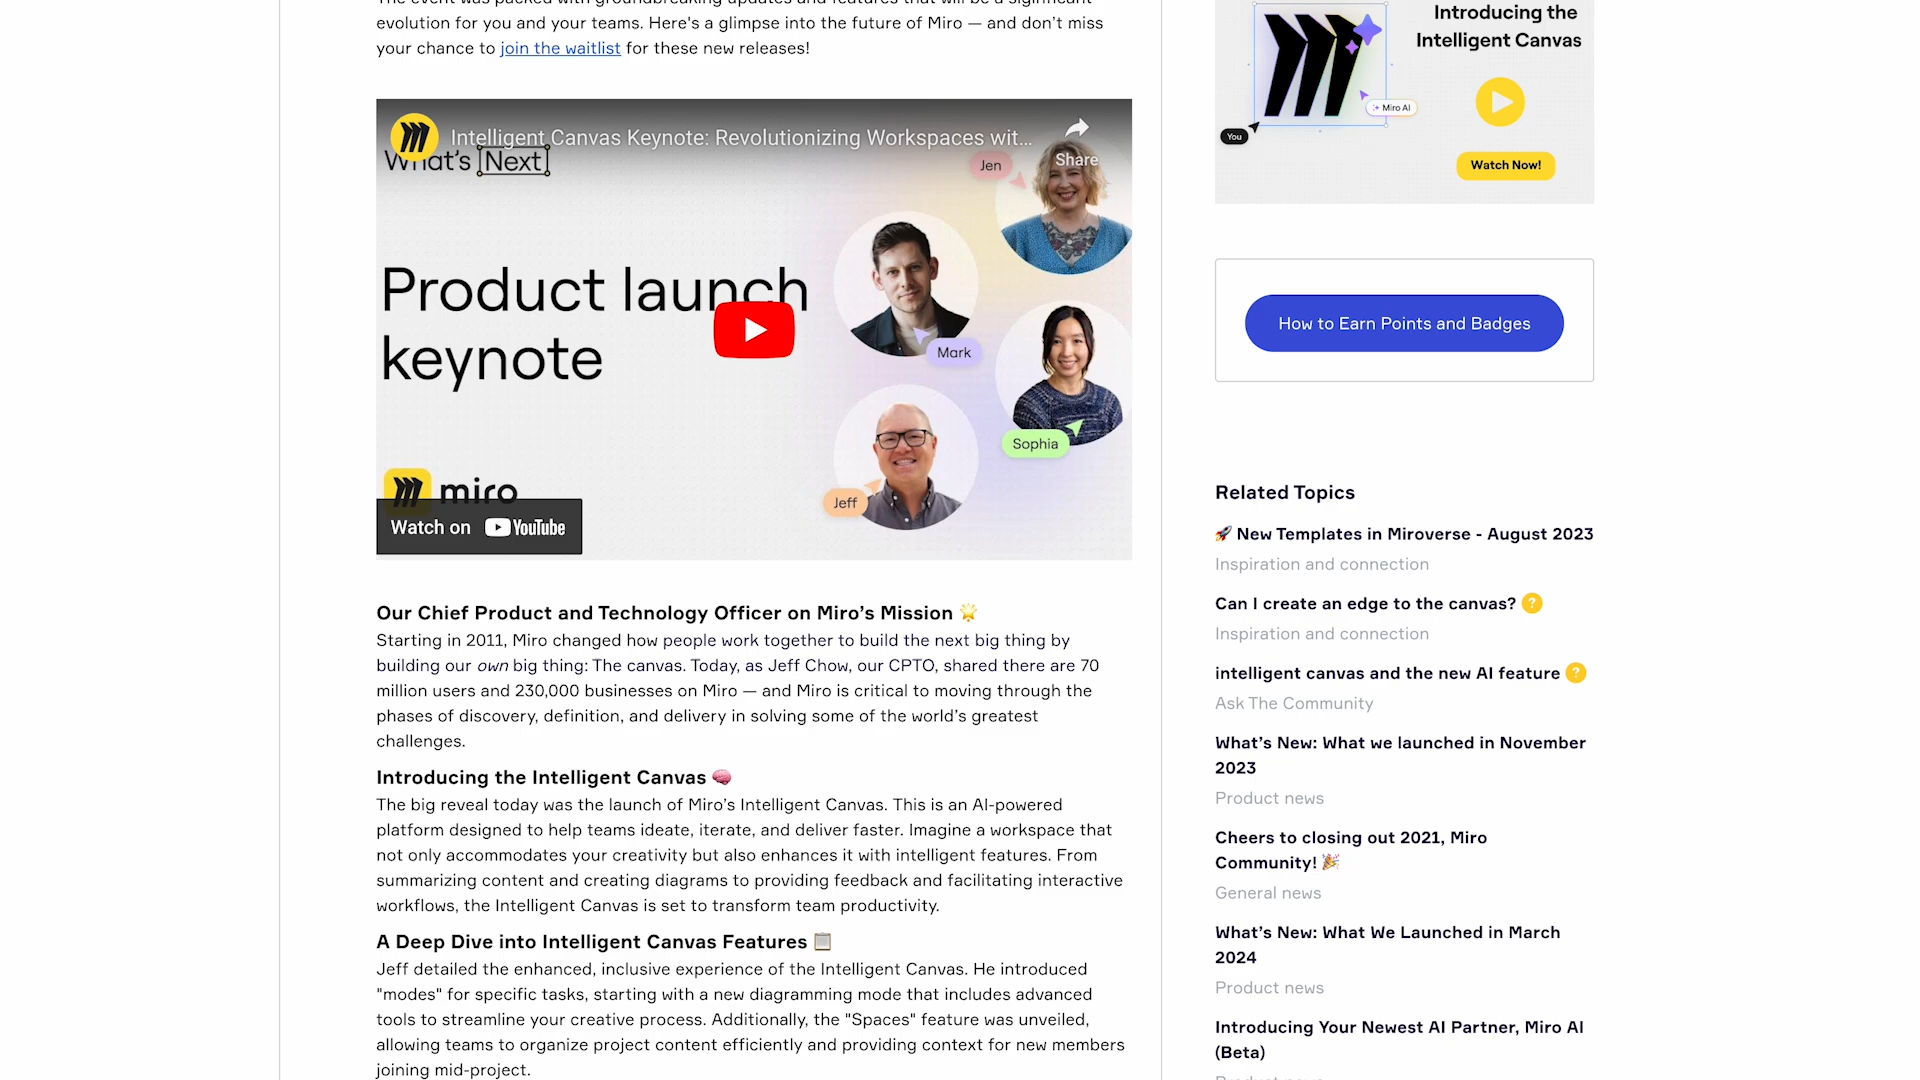 evolution for you and your teams. Here's a glimpse into the future of Miro — and don’t miss
your chance to join the waitlist for these new releases!
Intelligent Canvas Keynote: Revolutionizing Workspaces wit...
Share
What's Next
Product launch
keynote
Jen
Mark
Sophia
Jeff
miro
Watch on YouTube
Our Chief Product and Technology Officer on Miro’s Mission
Starting in 2011, Miro changed how people work together to build the next big thing by
building our own big thing: The canvas. Today, as Jeff Chow, our CPTO, shared there are 70
million users and 230,000 businesses on Miro — and Miro is critical to moving through the
phases of discovery, definition, and delivery in solving some of the world’s greatest
challenges.
Introducing the Intelligent Canvas
The big reveal today was the launch of Miro’s Intelligent Canvas. This is an AI-powered
platform designed to help teams ideate, iterate, and deliver faster. Imagine a workspace that
not only accommodates your creativity but also enhances it with intelligent features. From
summarizing content and creating diagrams to providing feedback and facilitating interactive
workflows, the Intelligent Canvas is set to transform team productivity.
A Deep Dive into Intelligent Canvas Features
Jeff detailed the enhanced, inclusive experience of the Intelligent Canvas. He introduced
"modes" for specific tasks, starting with a new diagramming mode that includes advanced
tools to streamline your creative process. Additionally, the "Spaces" feature was unveiled,
allowing teams to organize project content efficiently and providing context for new members
joining mid-project.
Introducing the
Intelligent Canvas
Miro AI
You
Watch Now!
How to Earn Points and Badges
Related Topics
New Templates in Miroverse - August 2023
Inspiration and connection
Can I create an edge to the canvas?
Inspiration and connection
intelligent canvas and the new AI feature
Ask The Community
What’s New: What we launched in November
2023
Product news
Cheers to closing out 2021, Miro
Community!
General news
What’s New: What We Launched in March
2024
Product news
Introducing Your Newest AI Partner, Miro AI
(Beta)